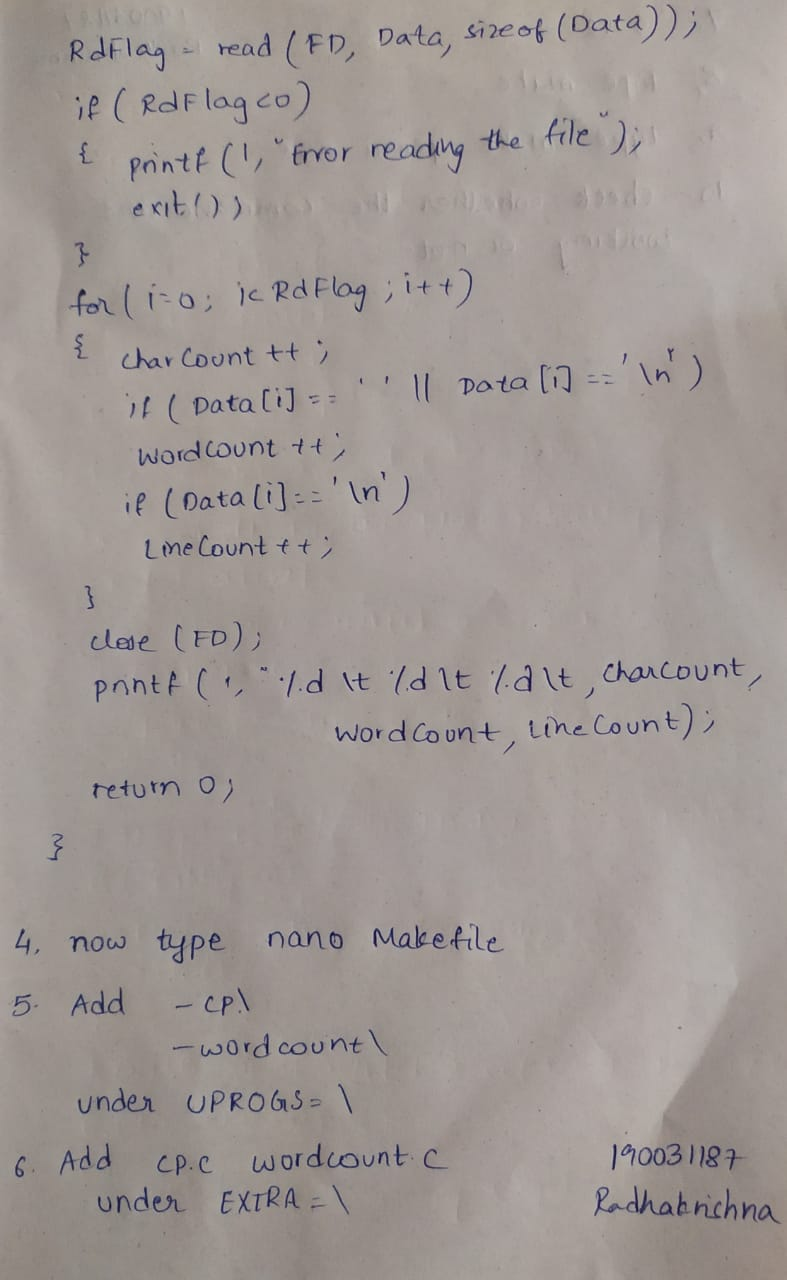 RdFlag = read (FD, Data, sizeof (Data));
if ( RdFlag <0)
{ printf (1, "Error reading the file");
exit();
}
for( i=0; i< RdFlag ; i++)
{ charCount ++ ;
if ( Data[i] == ' ' || Data [i] == '\n')
WordCount ++;
if (Data[i]=='\n')
LineCount ++;
}
close (FD);
printf (1, "%d \t %d\t %d\t, charcount,
WordCount, LineCount);
return 0;
}
4. now type nano Makefile
5. Add - cp\
-wordcount\
under UPROGS= \
6. Add cp.c wordcount.c
under EXTRA = \
190031187
Radhakrichna